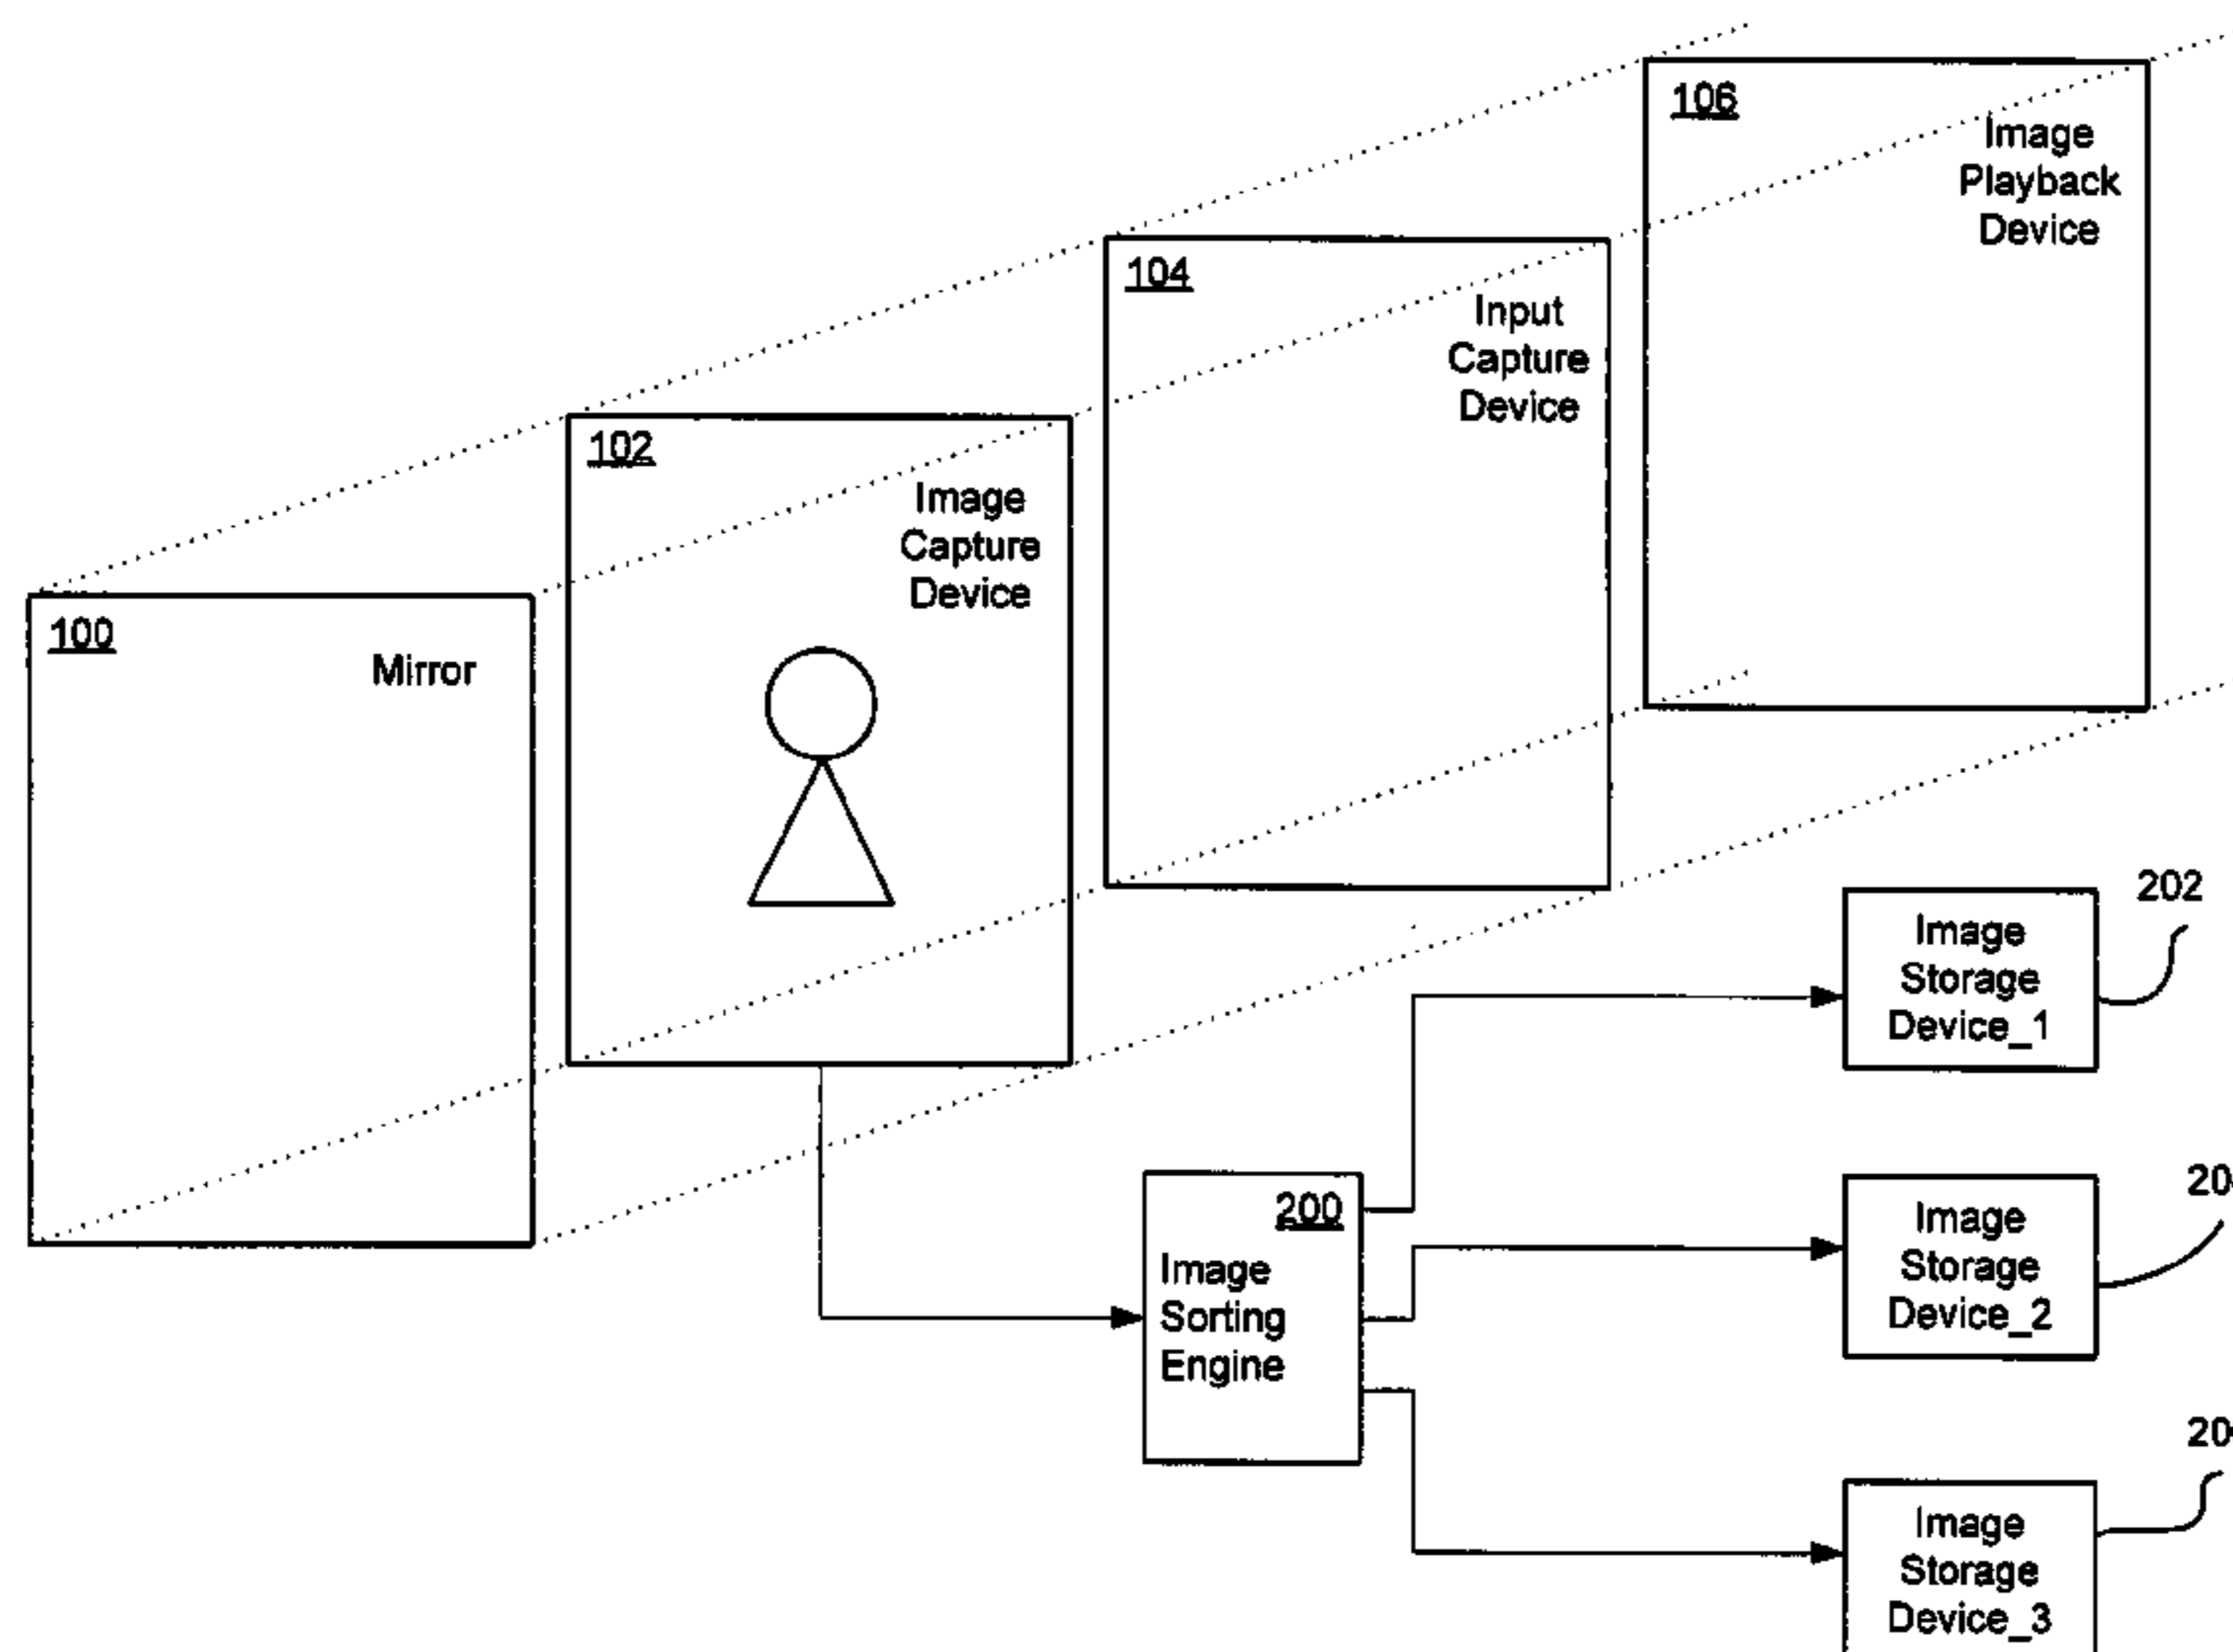 106
Image
Playback
Device
104
Input
Capture
Device
102
Image
Capture
Device
100
Mirror
202
Image
Storage
Device_1
200
Image
Sorting
Engine
Image
Storage
Device_2
Image
Storage
Device_3